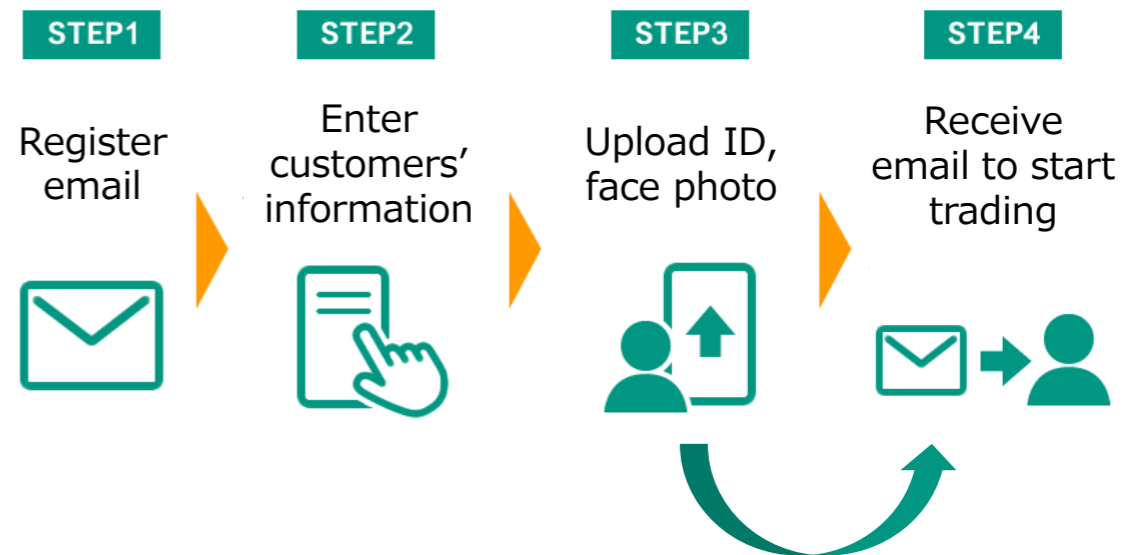 STEP1
Register
email
STEP2
Enter
customers’
information
STEP3
Upload ID,
face photo
STEP4
Receive
email to start
trading